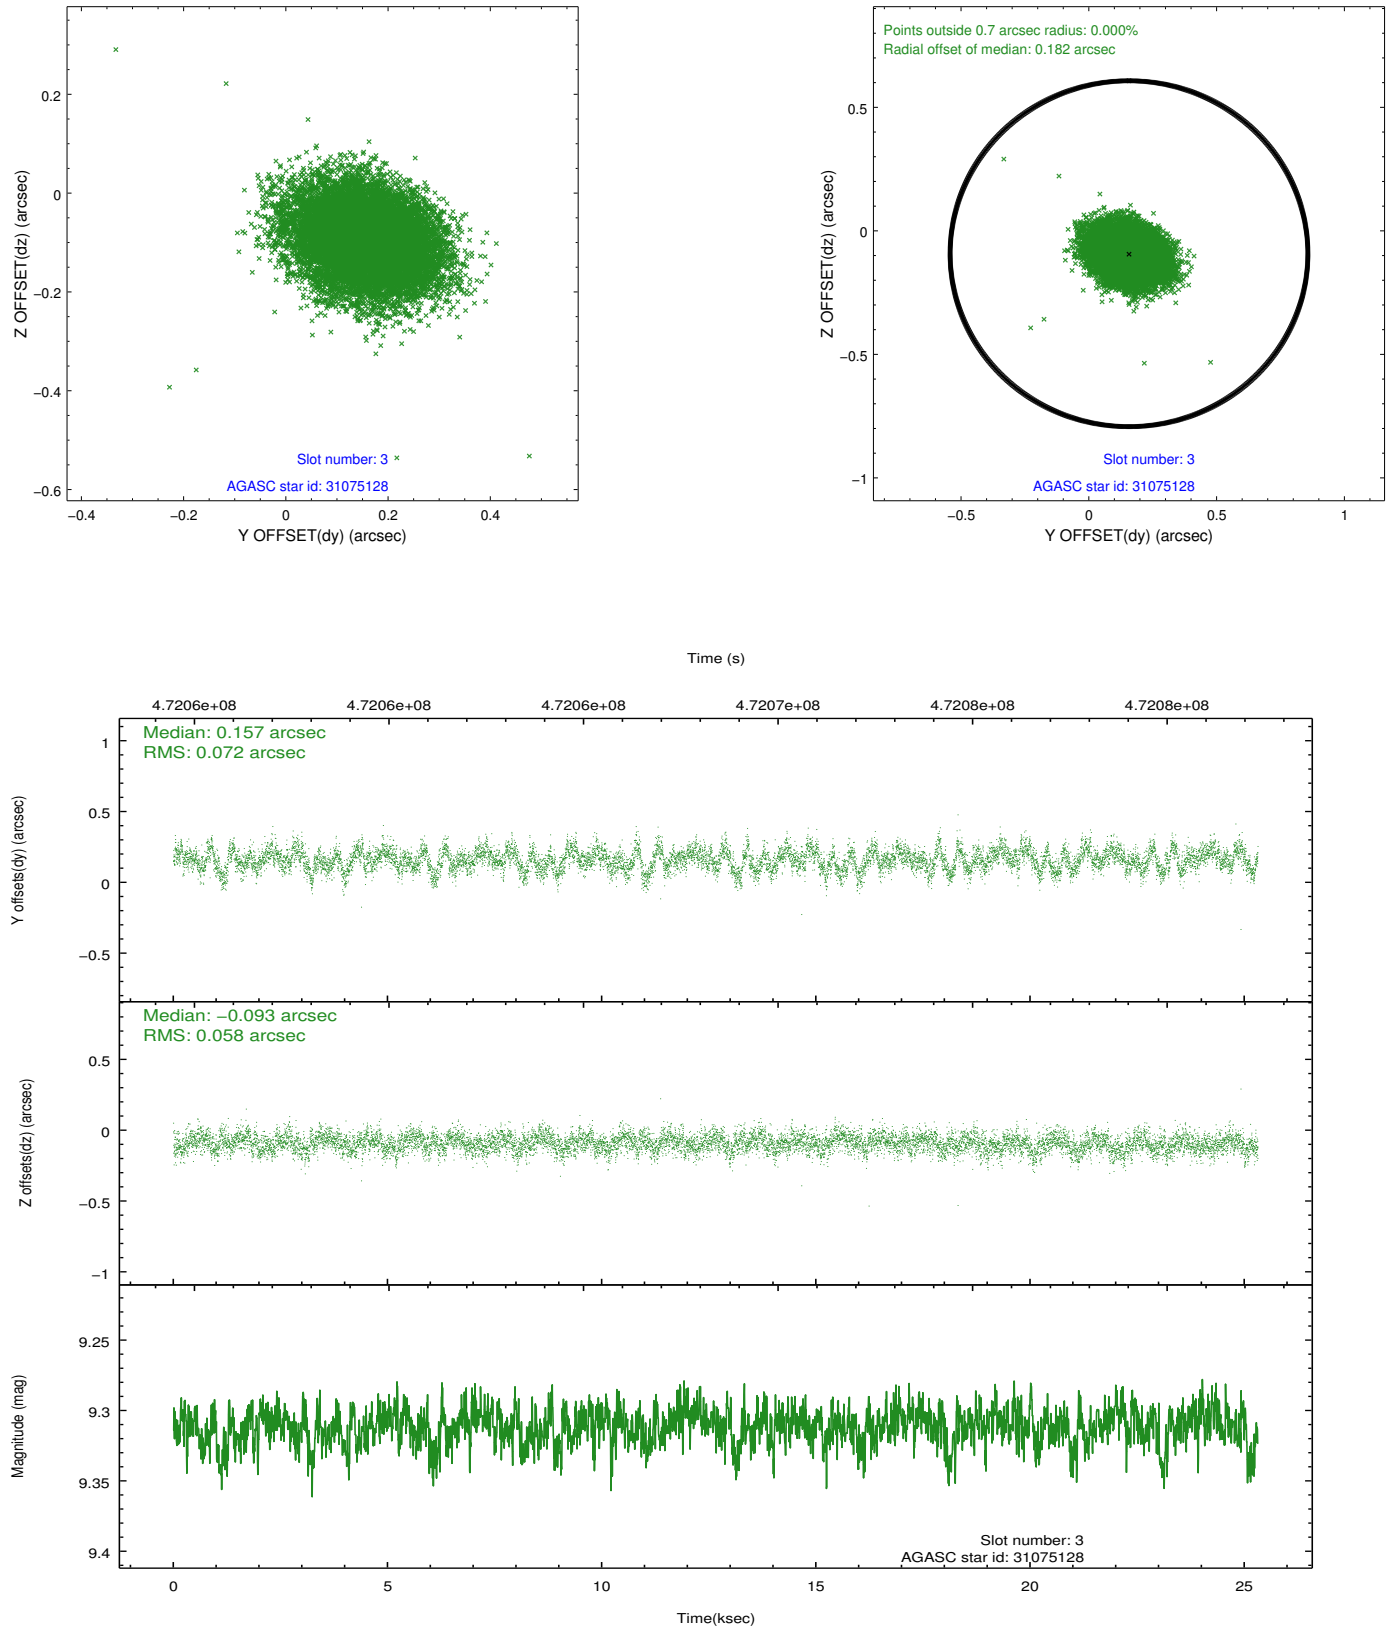 0.2
0
−0.2
−0.4
−0.6
Z OFFSET(dz) (arcsec)
Slot number: 3
AGASC star id: 31075128
−0.4 −0.2 0 0.2 0.4
Y OFFSET(dy) (arcsec)
Points outside 0.7 arcsec radius: 0.000%
Radial offset of median: 0.182 arcsec
0.5
0
−0.5
−1
Z OFFSET(dz) (arcsec)
Slot number: 3
AGASC star id: 31075128
−0.5 0 0.5 1
Y OFFSET(dy) (arcsec)
Time (s)
4.7206e+08 4.7206e+08 4.7206e+08 4.7207e+08 4.7208e+08 4.7208e+08
Median: 0.157 arcsec
RMS: 0.072 arcsec
1
0.5
0
−0.5
Y offsets(dy) (arcsec)
Median: −0.093 arcsec
RMS: 0.058 arcsec
0.5
0
−0.5
−1
Z offsets(dz) (arcsec)
9.25
9.3
9.35
9.4
Magnitude (mag)
Slot number: 3
AGASC star id: 31075128
0 5 10 15 20 25
Time(ksec)